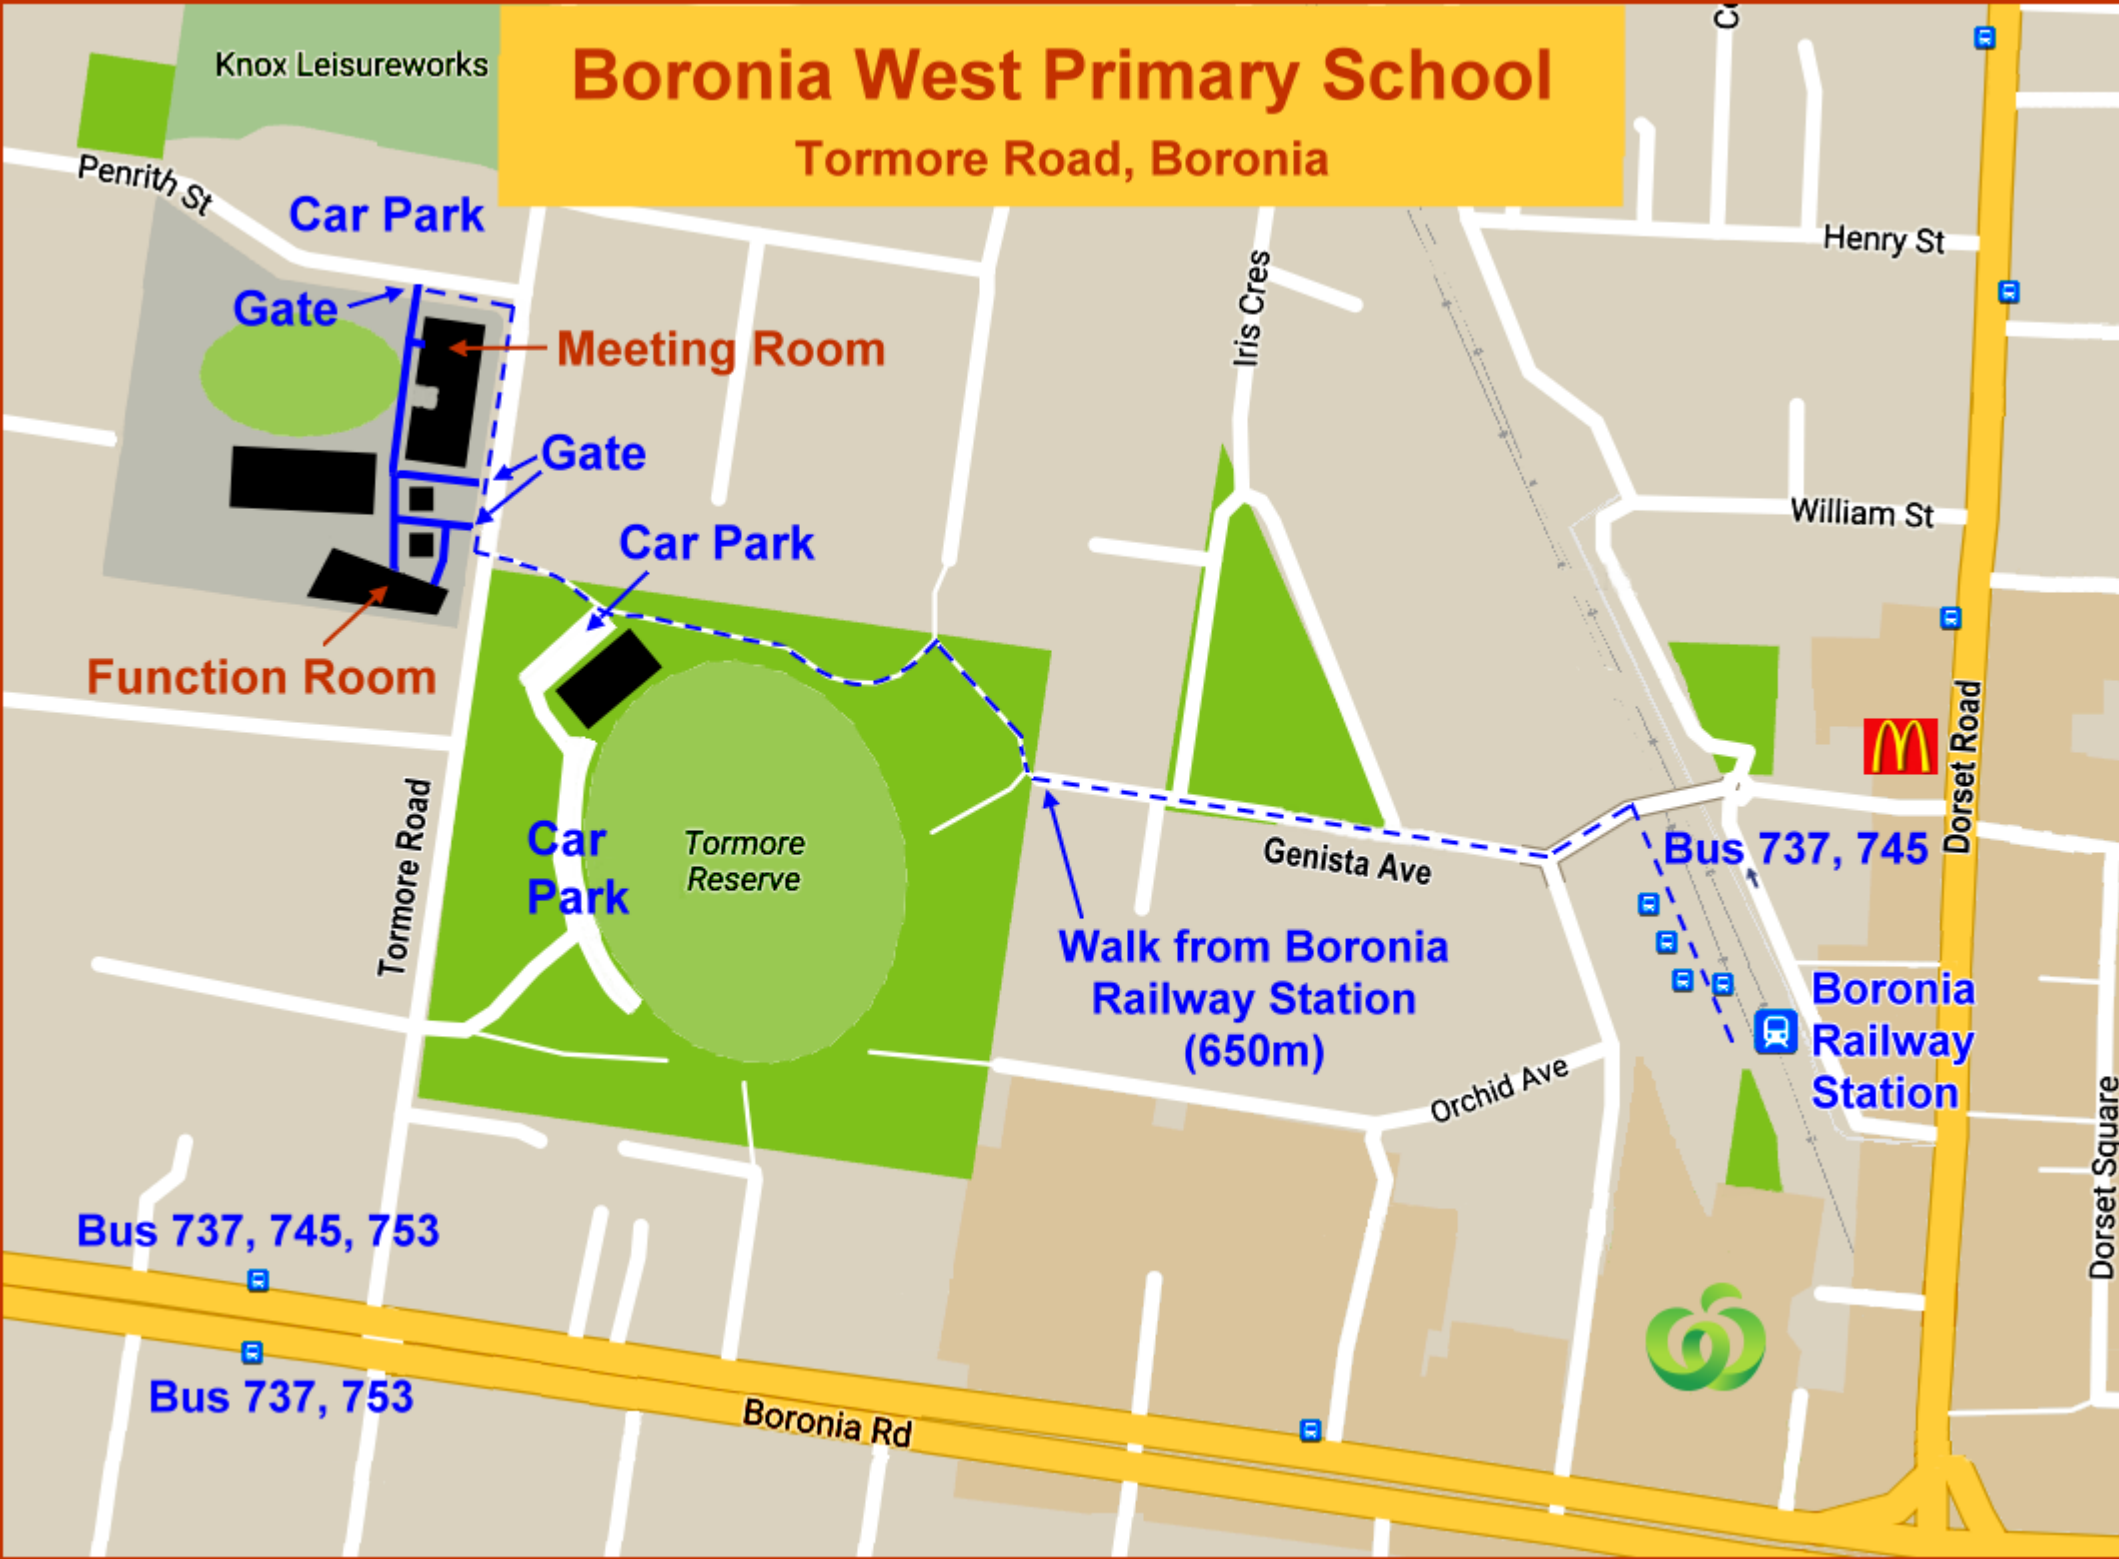 Boronia West Primary School
Tormore Road, Boronia
Knox Leisureworks
Penrith St
Car Park
Gate
Meeting Room
Gate
Car Park
Function Room
Iris Cres
Henry St
William St
Dorset Road
Tormore Road
Car
Park
Tormore
Reserve
Genista Ave
Bus 737, 745
Walk from Boronia
Railway Station
(650m)
Boronia
Railway
Station
Orchid Ave
Dorset Square
Bus 737, 745, 753
Bus 737, 753
Boronia Rd